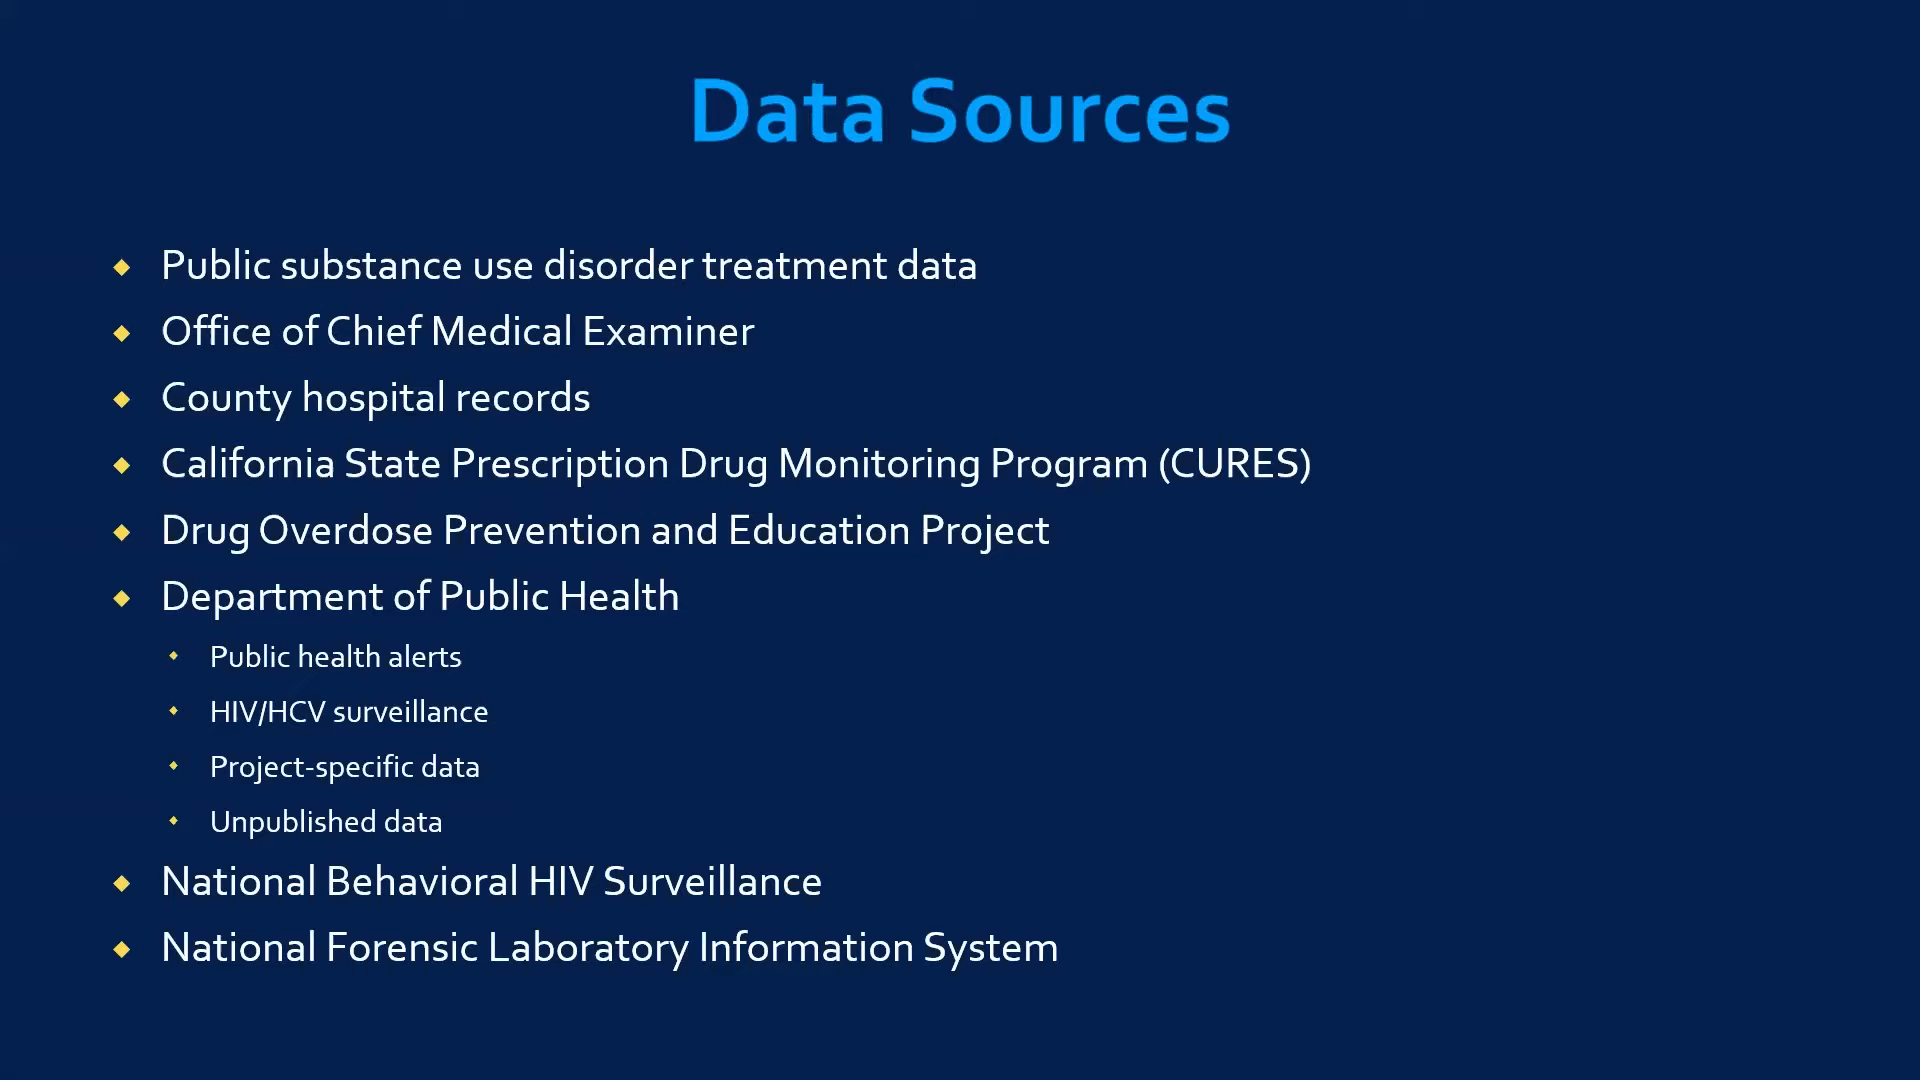 Data Sources
Public substance use disorder treatment data
Office of Chief Medical Examiner
County hospital records
California State Prescription Drug Monitoring Program (CURES)
Drug Overdose Prevention and Education Project
Department of Public Health
Public health alerts
HIV/HCV surveillance
Project-specific data
Unpublished data
National Behavioral HIV Surveillance
National Forensic Laboratory Information System